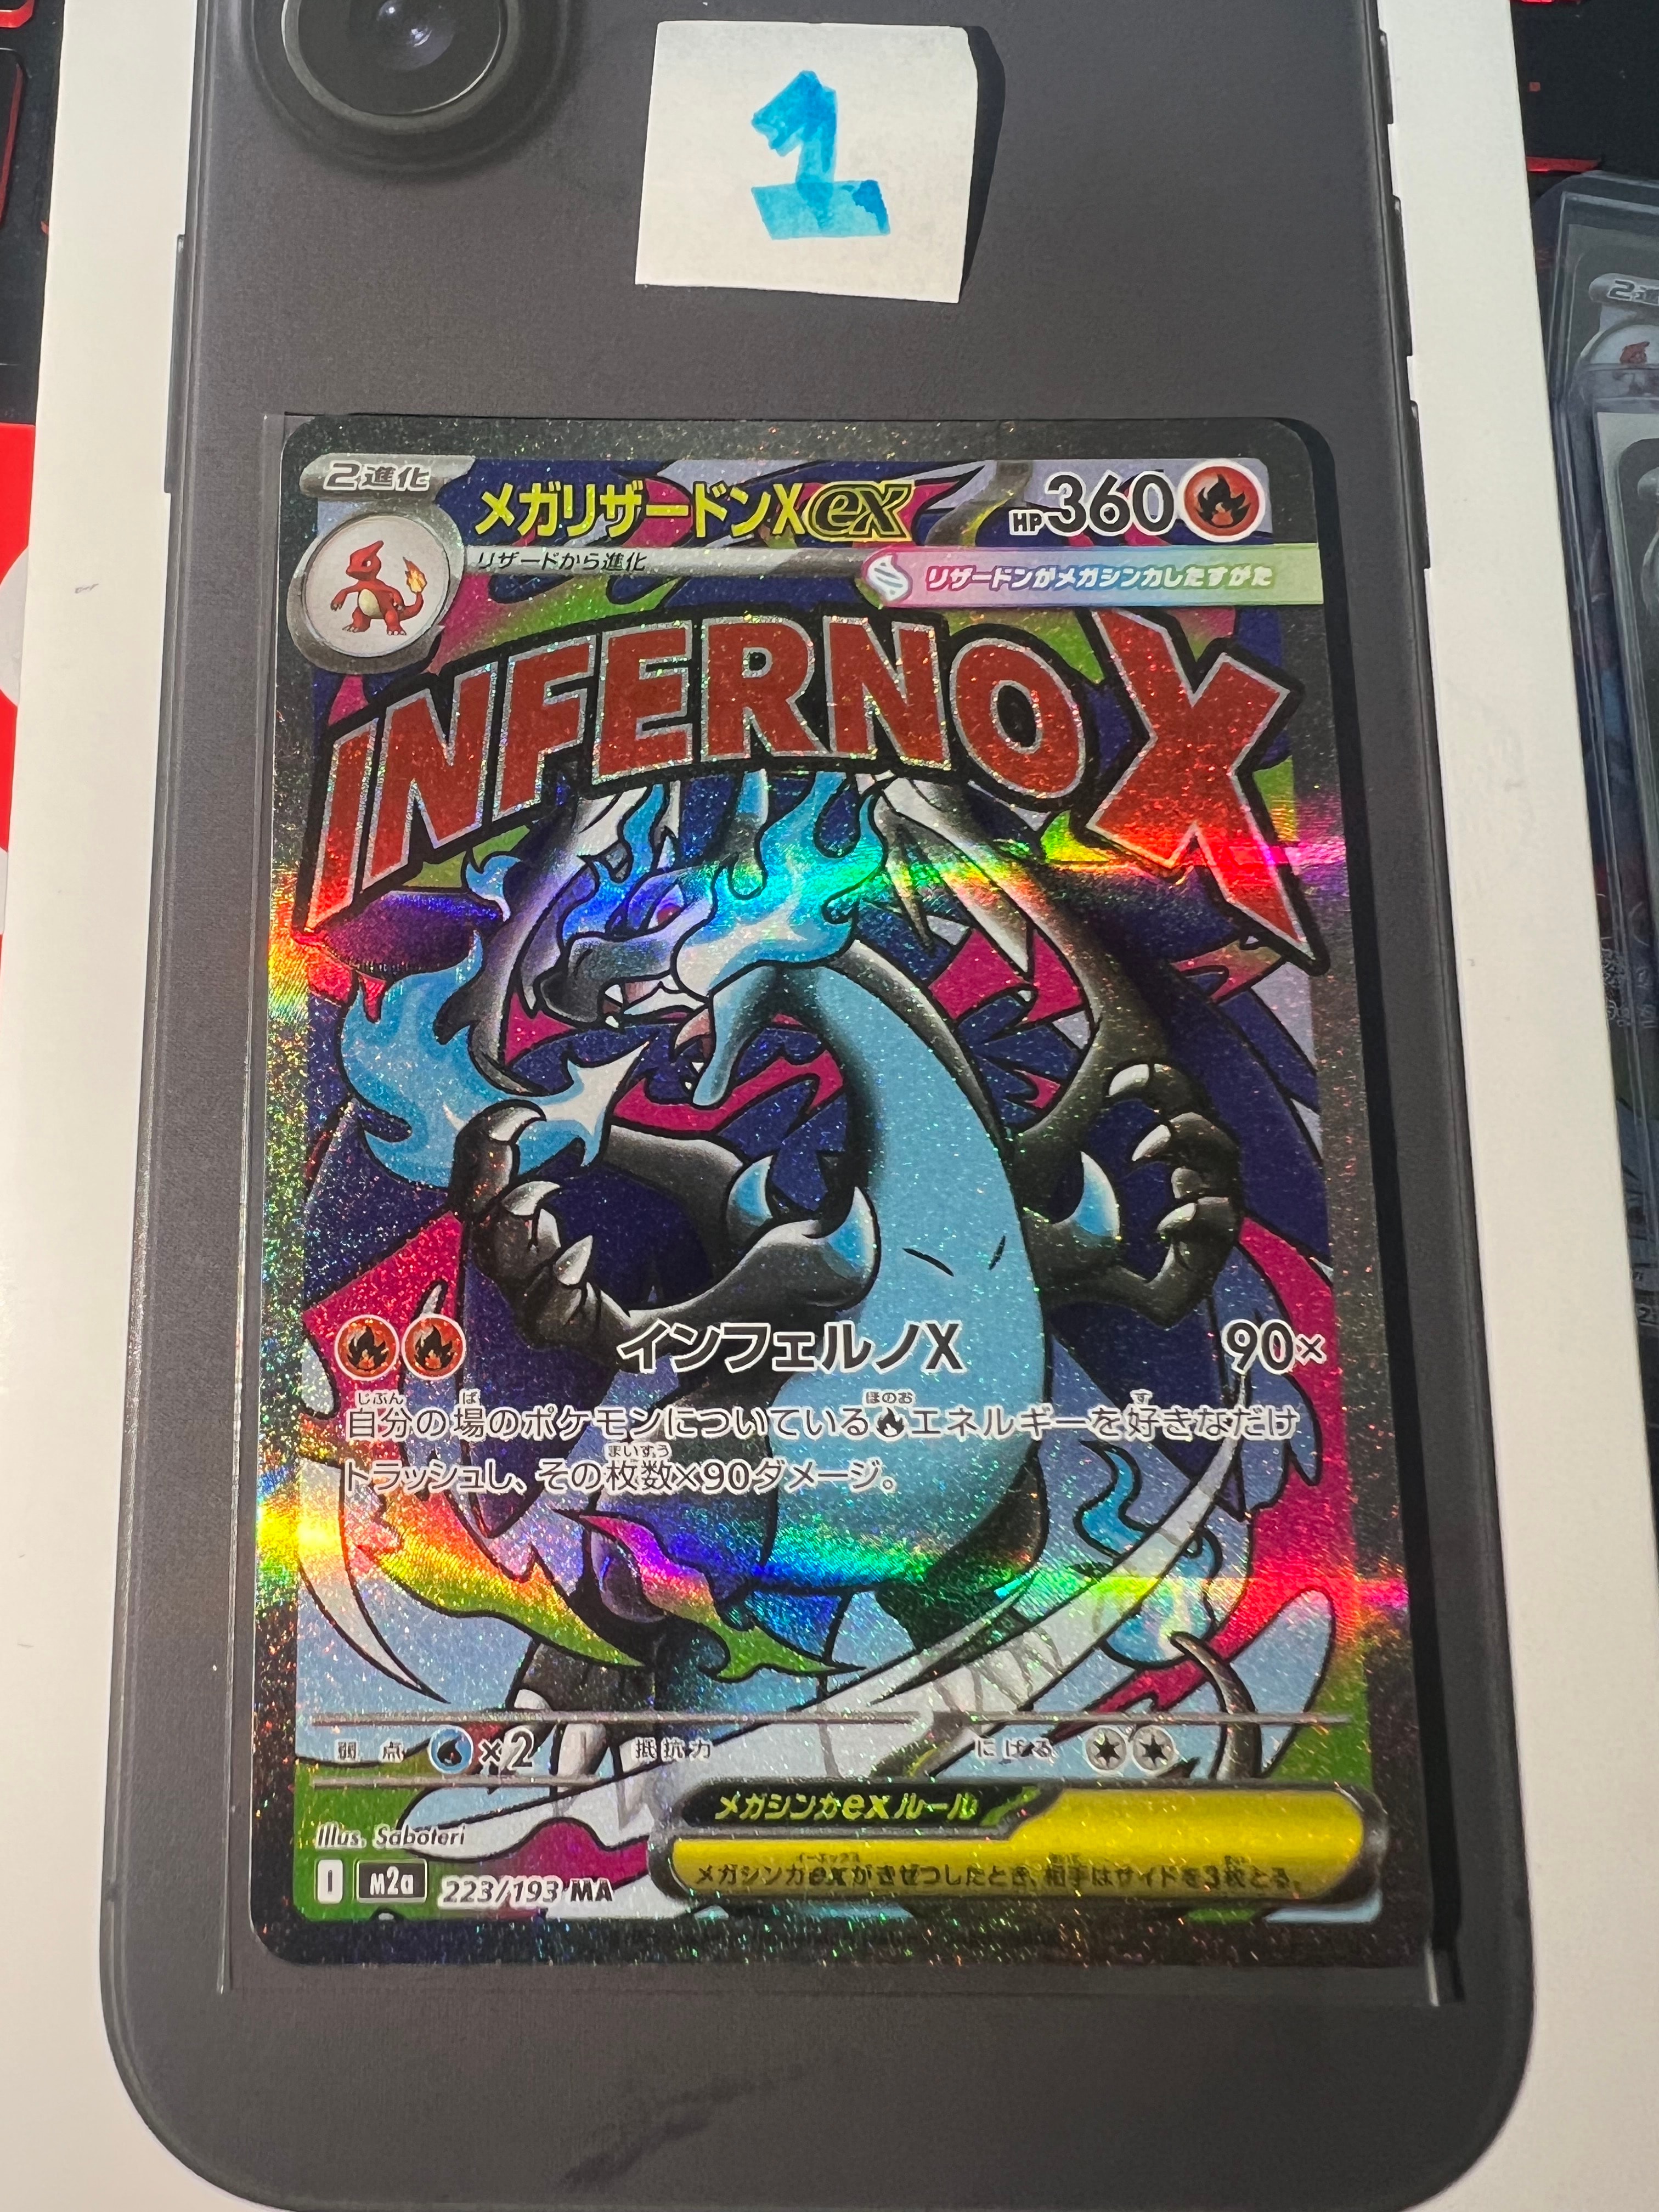 1
2進化
メガリザードンXex HP360
リザードから進化
リザードンがメガシンカしたすがた
INFERNO X
インフェルノX 90×
自分の場のポケモンについているエネルギーを好きなだけ
トラッシュし、その枚数×90ダメージ。
弱点 ×2 抵抗力 にげる
メガシンカexルール
メガシンカexがきぜつしたとき、相手はサイドを3枚とる。
Illus. Saboteri
I m2a 223/193 MA